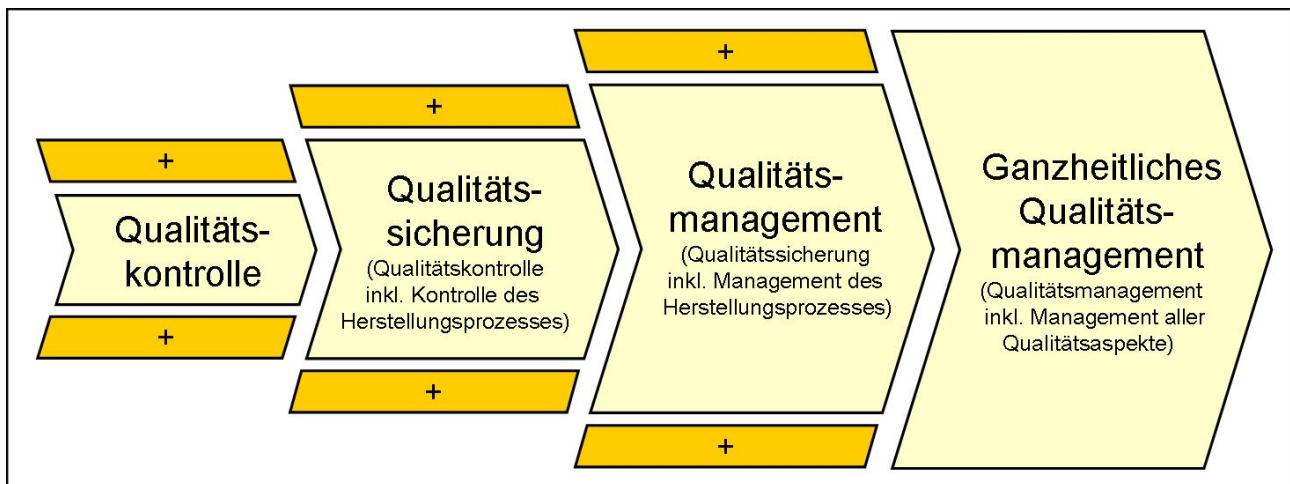 +
Qualitäts-
kontrolle
+
+
Qualitäts-
sicherung
(Qualitätskontrolle
inkl. Kontrolle des
Herstellungsprozesses)
+
+
Qualitäts-
management
(Qualitätssicherung
inkl. Management des
Herstellungsprozesses)
+
Ganzheitliches
Qualitäts-
management
(Qualitätsmanagement
inkl. Management aller
Qualitätsaspekte)